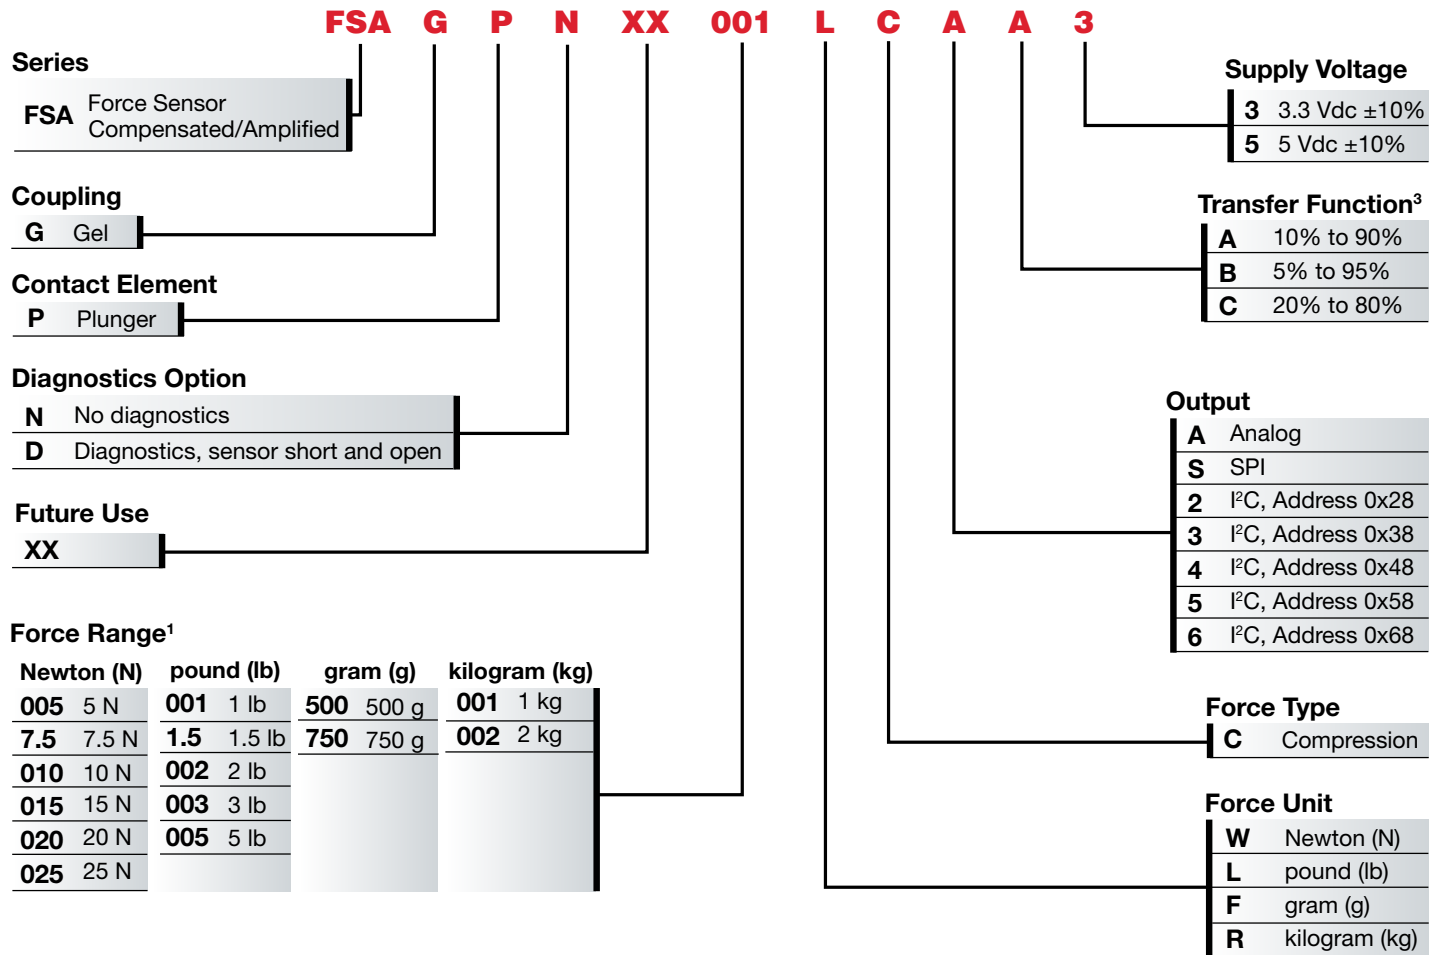 FSA G P N XX 001 L C A A 3
Series
FSA Force Sensor
Compensated/Amplified
Coupling
G Gel
Contact Element
P Plunger
Diagnostics Option
N No diagnostics
D Diagnostics, sensor short and open
Future Use
XX
Force Range¹
Newton (N) pound (lb) gram (g) kilogram (kg)
005 5 N 001 1 lb 500 500 g 001 1 kg
7.5 7.5 N 1.5 1.5 lb 750 750 g 002 2 kg
010 10 N 002 2 lb
015 15 N 003 3 lb
020 20 N 005 5 lb
025 25 N
Supply Voltage
3 3.3 Vdc ±10%
5 5 Vdc ±10%
Transfer Function³
A 10% to 90%
B 5% to 95%
C 20% to 80%
Output
A Analog
S SPI
2 I²C, Address 0x28
3 I²C, Address 0x38
4 I²C, Address 0x48
5 I²C, Address 0x58
6 I²C, Address 0x68
Force Type
C Compression
Force Unit
W Newton (N)
L pound (lb)
F gram (g)
R kilogram (kg)